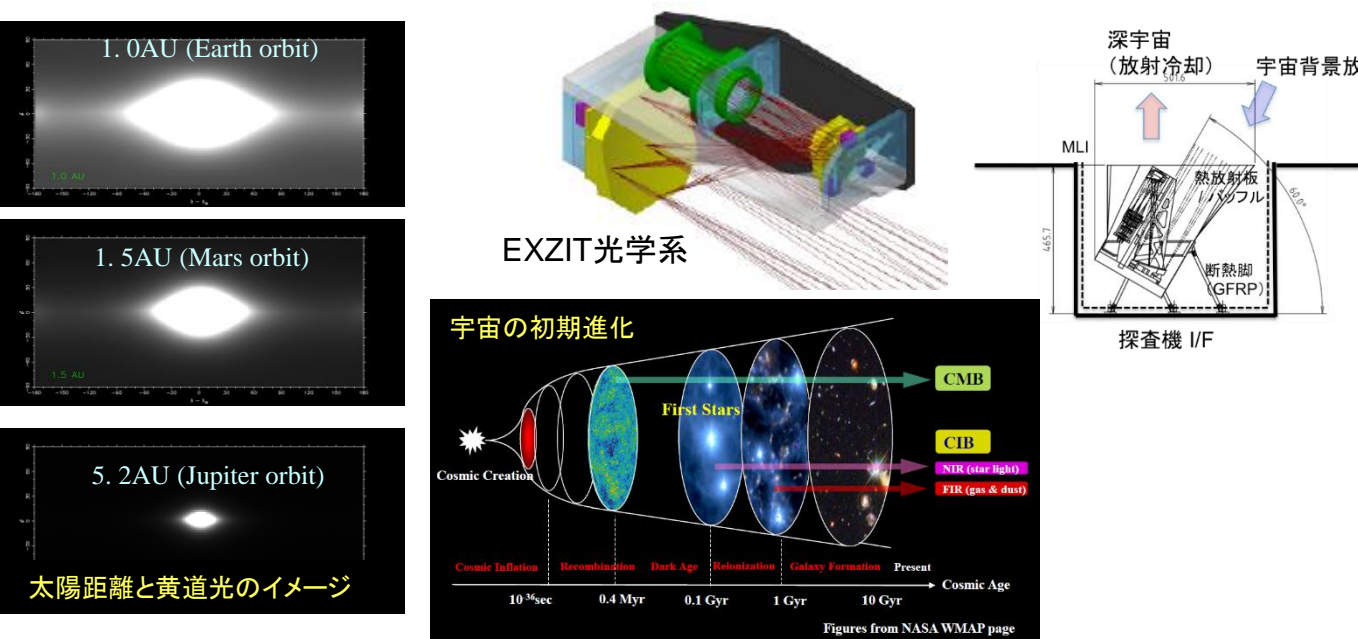 1. 0AU (Earth orbit)
1.0 AU
1. 5AU (Mars orbit)
1.5 AU
5. 2AU (Jupiter orbit)
太陽距離と黄道光のイメージ
EXZIT光学系
深宇宙
（放射冷却）
宇宙背景放
501.6
MLI
熱放射板
/バッフル
60.0°
465.7
断熱脚
(GFRP)
探査機 I/F
宇宙の初期進化
CMB
First Stars
CIB
Cosmic Creation
NIR (star light)
FIR (gas & dust)
Cosmic Inflation Recombination Dark Age Reionization Galaxy Formation Present
Cosmic Age
10⁻³⁶sec 0.4 Myr 0.1 Gyr 1 Gyr 10 Gyr
Figures from NASA WMAP page